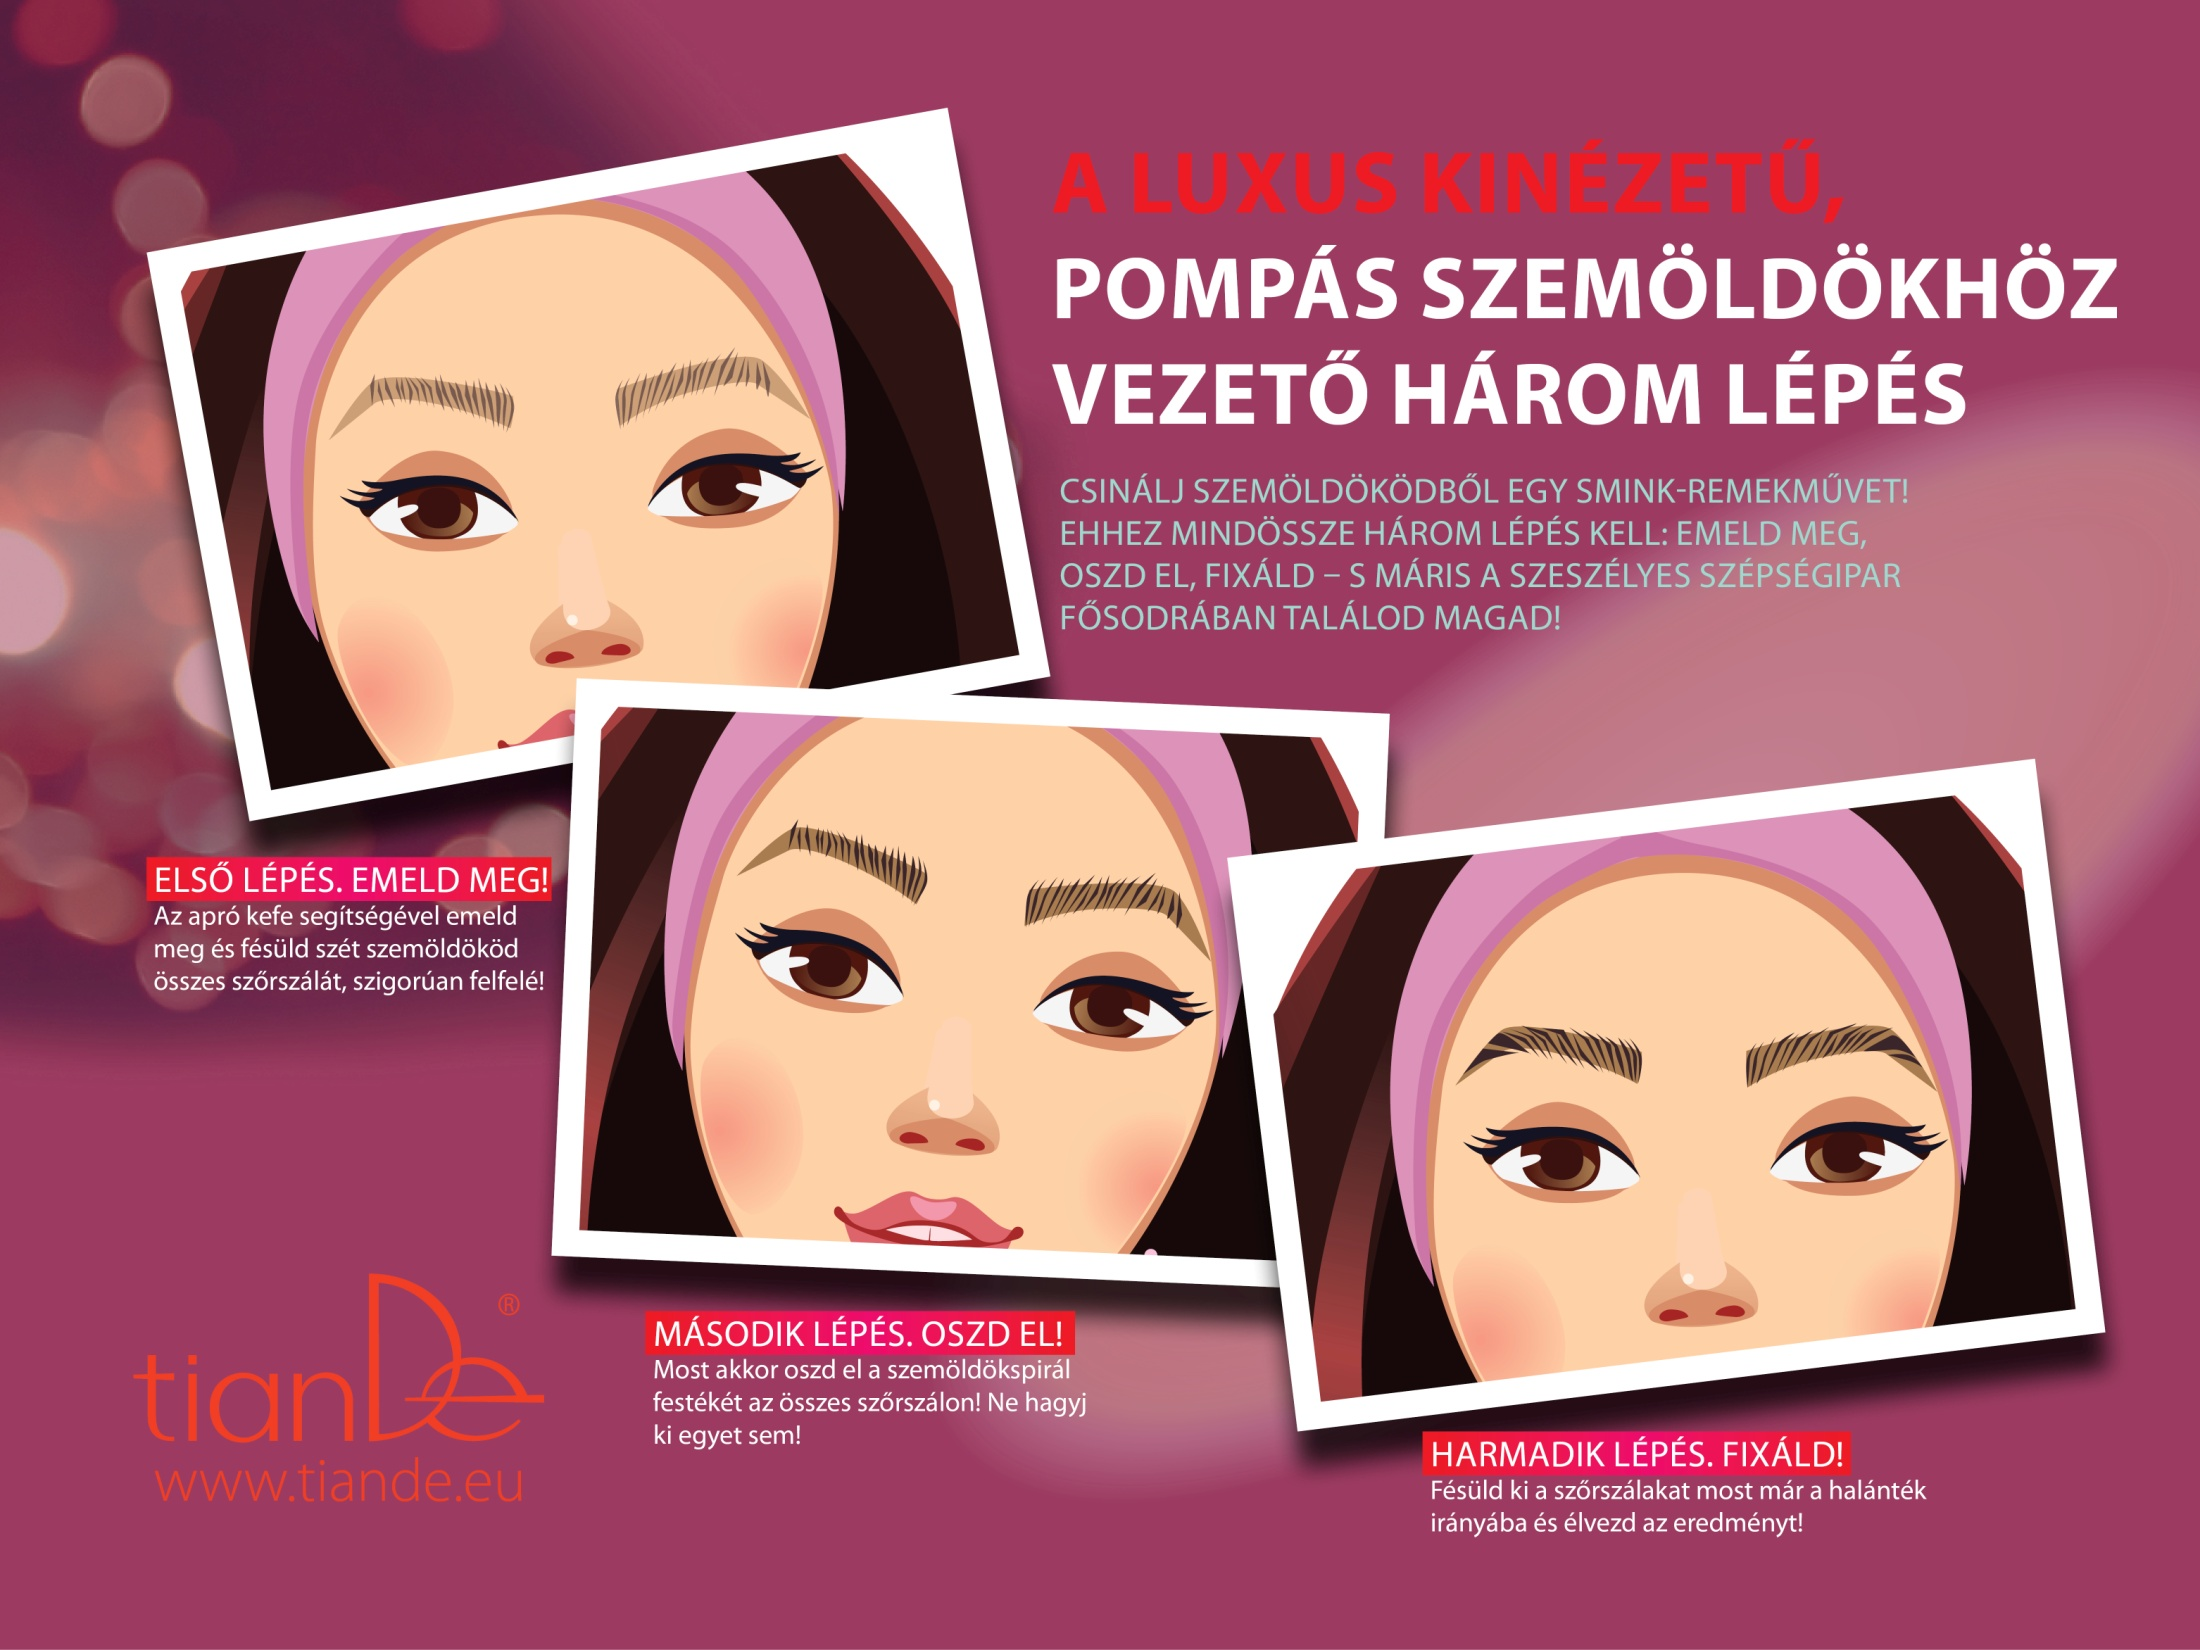 A LUXUS KINÉZETŰ,
POMPÁS SZEMÖLDÖKHÖZ
VEZETŐ HÁROM LÉPÉS
CSINÁLJ SZEMÖLDÖKÖDBŐL EGY SMINK-REMEKMŰVET!
EHHEZ MINDÖSSZE HÁROM LÉPÉS KELL: EMELD MEG,
OSZD EL, FIXÁLD – S MÁRIS A SZESZÉLYES SZÉPSÉGIPAR
FŐSODRÁBAN TALÁLOD MAGAD!
ELSŐ LÉPÉS. EMELD MEG!
Az apró kefe segítségével emeld
meg és fésüld szét szemöldököd
összes szőrszálát, szigorúan felfelé!
MÁSODIK LÉPÉS. OSZD EL!
Most akkor oszd el a szemöldökspirál
festékét az összes szőrszálon! Ne hagyj
ki egyet sem!
HARMADIK LÉPÉS. FIXÁLD!
Fésüld ki a szőrszálakat most már a halánték
irányába és élvezd az eredményt!
tianDe®
www.tiande.eu